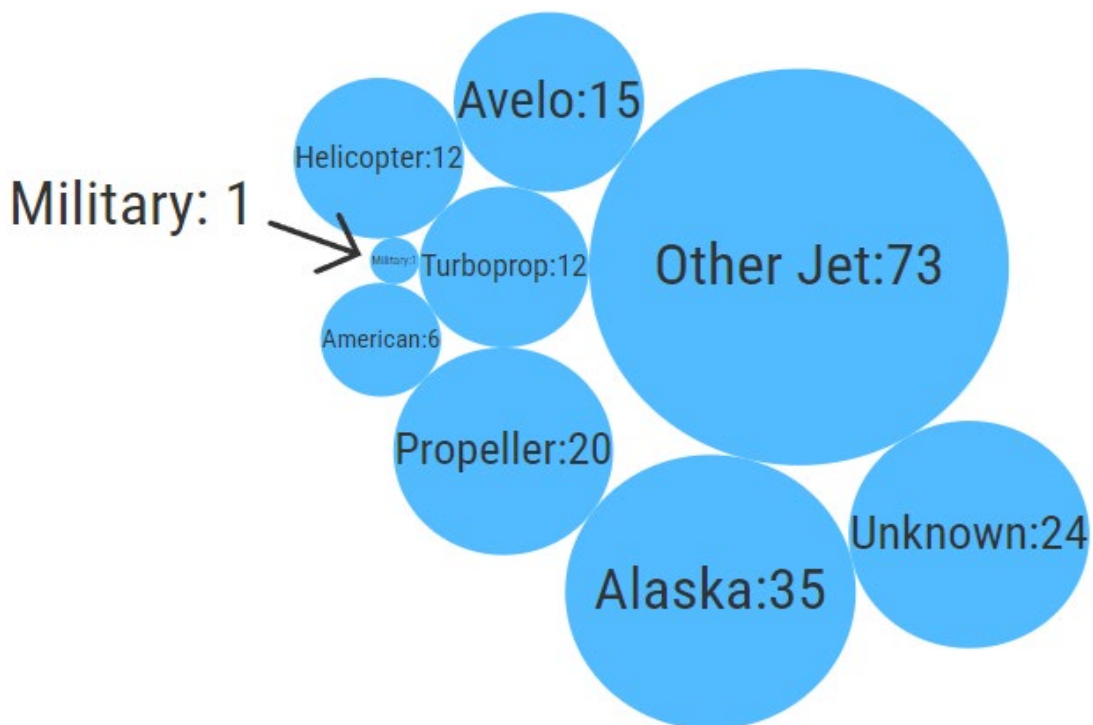 Avelo:15
Helicopter:12
Military: 1
Military:1
Turboprop:12
Other Jet:73
American:6
Propeller:20
Unknown:24
Alaska:35